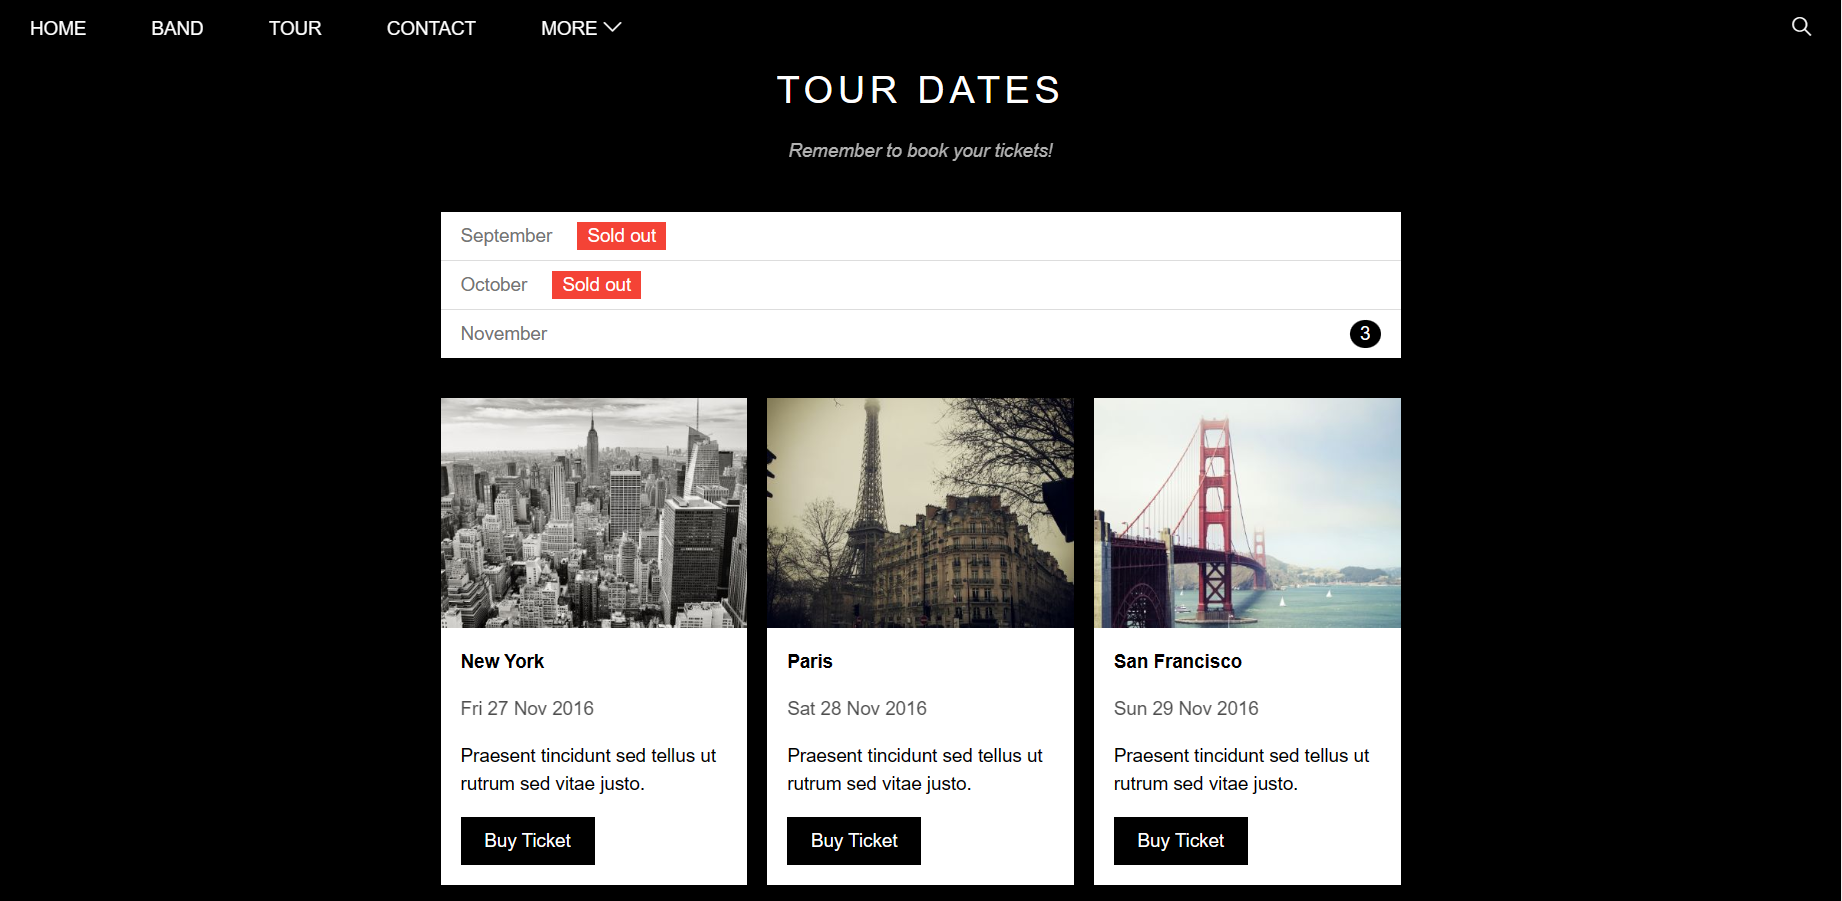 HOME BAND TOUR CONTACT MORE
TOUR DATES
Remember to book your tickets!
September Sold out
October Sold out
November 3
New York
Fri 27 Nov 2016
Praesent tincidunt sed tellus ut
rutrum sed vitae justo.
Buy Ticket
Paris
Sat 28 Nov 2016
Praesent tincidunt sed tellus ut
rutrum sed vitae justo.
Buy Ticket
San Francisco
Sun 29 Nov 2016
Praesent tincidunt sed tellus ut
rutrum sed vitae justo.
Buy Ticket